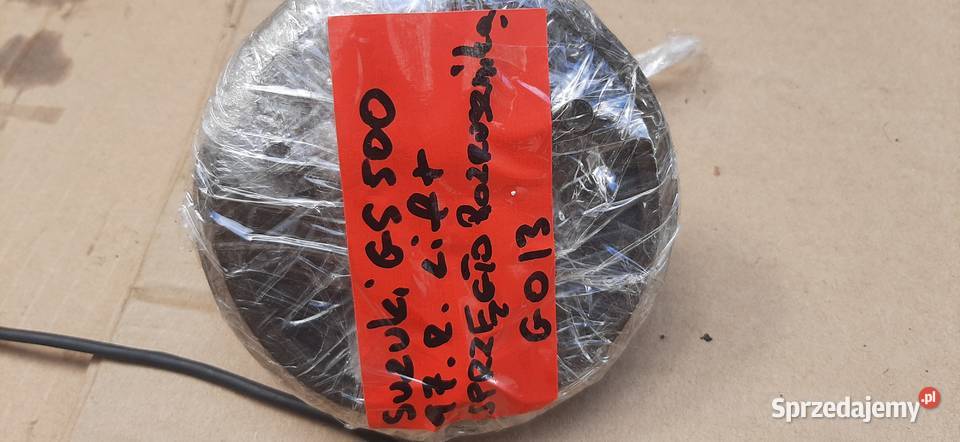 Suzuki GS 500
97.r. lift
SPRZĘGŁO Rozrusznika
G013
Sprzedajemy.pl